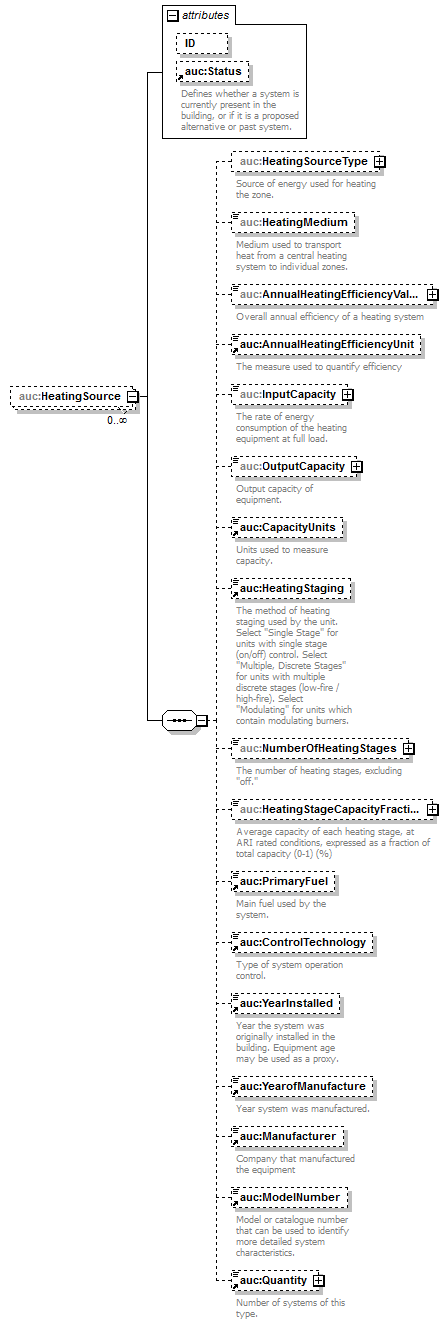 attributes
ID
auc:Status
Defines whether a system is
currently present in the
building, or if it is a proposed
alternative or past system.
auc:HeatingSourceType
Source of energy used for heating
the zone.
auc:HeatingMedium
Medium used to transport
heat from a central heating
system to individual zones.
auc:AnnualHeatingEfficiencyVal...
Overall annual efficiency of a heating system
auc:AnnualHeatingEfficiencyUnit
The measure used to quantify efficiency
auc:HeatingSource
0..∞
auc:InputCapacity
The rate of energy
consumption of the heating
equipment at full load.
auc:OutputCapacity
Output capacity of
equipment.
auc:CapacityUnits
Units used to measure
capacity.
auc:HeatingStaging
The method of heating
staging used by the unit.
Select "Single Stage" for
units with single stage
(on/off) control. Select
"Multiple, Discrete Stages"
for units with multiple
discrete stages (low-fire /
high-fire). Select
"Modulating" for units which
contain modulating burners.
auc:NumberOfHeatingStages
The number of heating stages, excluding
"off."
auc:HeatingStageCapacityFracti...
Average capacity of each heating stage, at
ARI rated conditions, expressed as a fraction of
total capacity (0-1) (%)
auc:PrimaryFuel
Main fuel used by the
system.
auc:ControlTechnology
Type of system operation
control.
auc:YearInstalled
Year the system was
originally installed in the
building. Equipment age
may be used as a proxy.
auc:YearofManufacture
Year system was manufactured.
auc:Manufacturer
Company that manufactured
the equipment
auc:ModelNumber
Model or catalogue number
that can be used to identify
more detailed system
characteristics.
auc:Quantity
Number of systems of this
type.